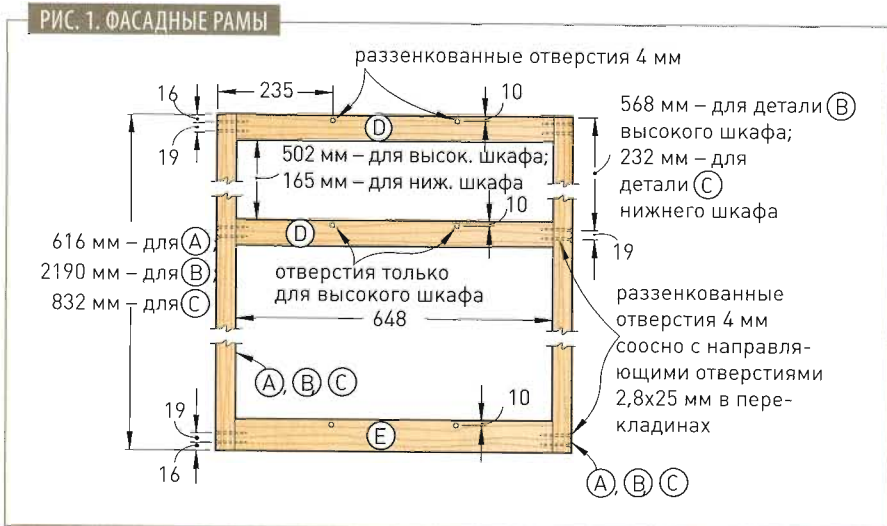 РИС. 1. ФАСАДНЫЕ РАМЫ
раззенкованные отверстия 4 мм
235
16
10
19
D
568 мм – для детали B
высокого шкафа;
232 мм – для
детали C
нижнего шкафа
502 мм – для высок. шкафа;
165 мм – для ниж. шкафа
10
D
19
616 мм – для A;
2190 мм – для B;
832 мм – для C
отверстия только
для высокого шкафа
648
раззенкованные
отверстия 4 мм
соосно с направля-
ющими отверстиями
2,8х25 мм в пере-
кладинах
A, B, C
10
19
E
16
A, B, C